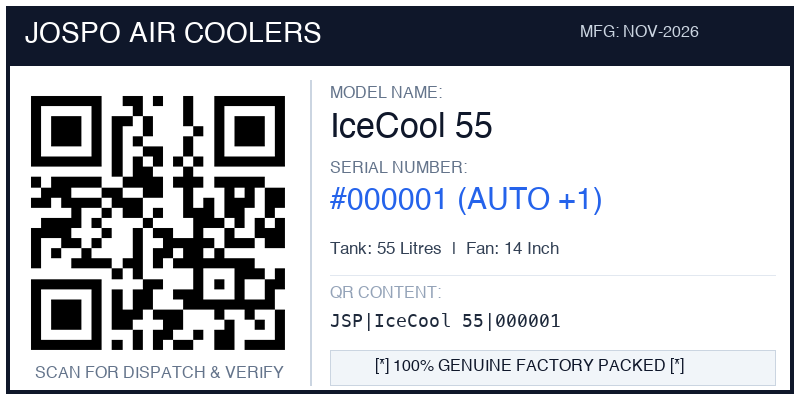 JOSPO AIR COOLERS
MFG: NOV-2026
MODEL NAME:
IceCool 55
SERIAL NUMBER:
#000001 (AUTO +1)
Tank: 55 Litres | Fan: 14 Inch
QR CONTENT:
JSP|IceCool 55|000001
[*] 100% GENUINE FACTORY PACKED [*]
SCAN FOR DISPATCH & VERIFY